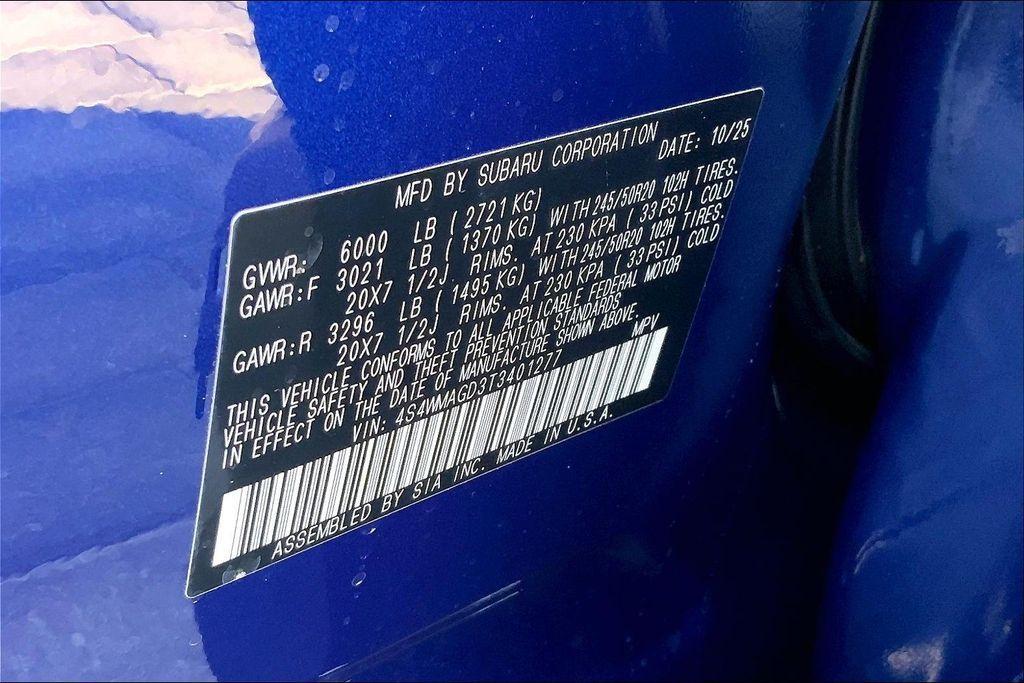 MFD BY SUBARU CORPORATION
DATE: 10/25
GVWR: 6000 LB (2721 KG)
GAWR:F 3021 LB (1370 KG) WITH 245/50R20 102H TIRES.
20X7 1/2J RIMS. AT 230 KPA (33 PSI) COLD
GAWR:R 3296 LB (1495 KG) WITH 245/50R20 102H TIRES.
20X7 1/2J RIMS. AT 230 KPA (33 PSI) COLD
THIS VEHICLE CONFORMS TO ALL APPLICABLE FEDERAL MOTOR
VEHICLE SAFETY AND THEFT PREVENTION STANDARDS
IN EFFECT ON THE DATE OF MANUFACTURE SHOWN ABOVE.
VIN: 4S4WMAGD3T3401277 MPV
ASSEMBLED BY SIA INC. MADE IN U.S.A.